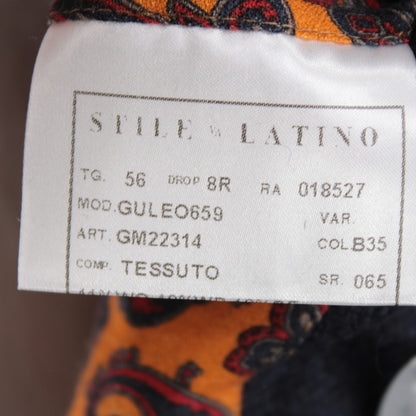 STILE LATINO
TG. 56 DROP 8R RA 018527
MOD. GULEO659 VAR.
ART. GM22314 COL B35
COMP. TESSUTO SR. 065